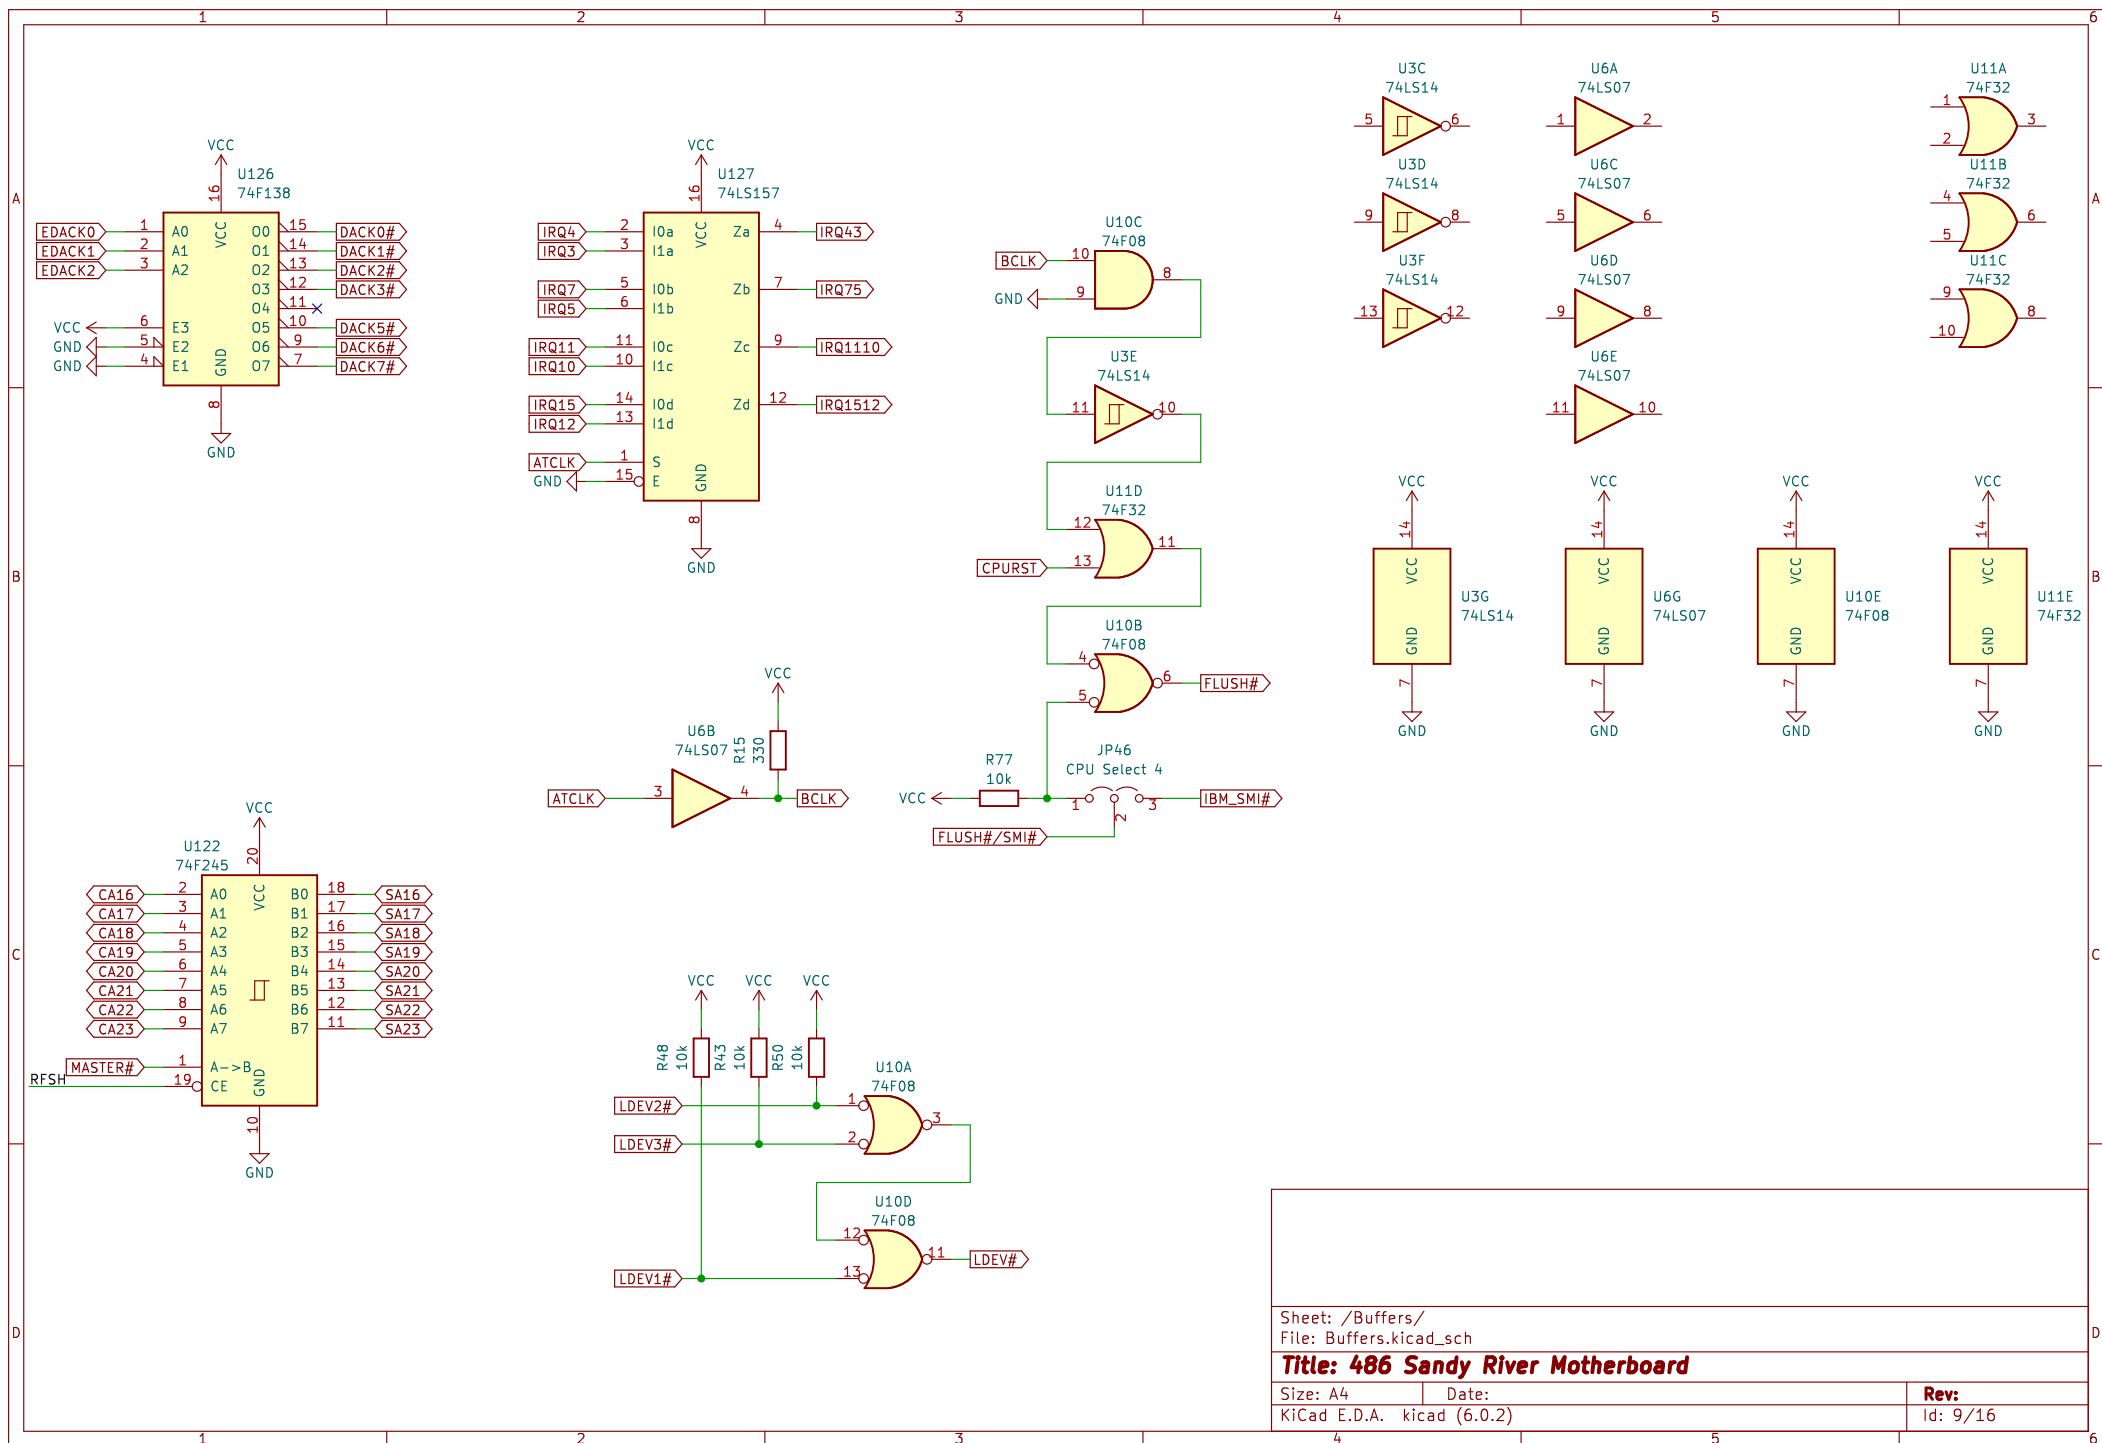 1 2 3 4 5 6
A
B
C
D
U126
74F138
VCC
16
EDACK0 1 A0 VCC O0 15 DACK0#
EDACK1 2 A1 O1 14 DACK1#
EDACK2 3 A2 O2 13 DACK2#
O3 12 DACK3#
O4 11
VCC 6 E3 O5 10 DACK5#
GND 5 E2 O6 9 DACK6#
GND 4 E1 GND O7 7 DACK7#
8
GND
VCC
U127
74LS157
16
IRQ4 2 I0a VCC Za 4 IRQ43
IRQ3 3 I1a
IRQ7 5 I0b Zb 7 IRQ75
IRQ5 6 I1b
IRQ11 11 I0c Zc 9 IRQ1110
IRQ10 10 I1c
IRQ15 14 I0d Zd 12 IRQ1512
IRQ12 13 I1d
ATCLK 1 S
GND 15 E GND
8
GND
U10C
74F08
BCLK 10
8
GND 9
U3E
74LS14
11 10
U11D
74F32
12
11
CPURST 13
U10B
74F08
4
6 FLUSH#
5
R77
10k
VCC
JP46
CPU Select 4
1 2 3
IBM_SMI#
FLUSH#/SMI#
U3C
74LS14
5 6
U3D
74LS14
9 8
U3F
74LS14
13 12
U6A
74LS07
1 2
U6C
74LS07
5 6
U6D
74LS07
9 8
U6E
74LS07
11 10
U11A
74F32
1
2
3
U11B
74F32
4
5
6
U11C
74F32
9
10
8
VCC
14
VCC
GND
U3G
74LS14
7
GND
VCC
14
VCC
GND
U6G
74LS07
7
GND
VCC
14
VCC
GND
U10E
74F08
7
GND
VCC
14
VCC
GND
U11E
74F32
7
GND
VCC
R15
330
U6B
74LS07
ATCLK 3 4 BCLK
VCC
U122
74F245
20
CA16 2 A0 VCC B0 18 SA16
CA17 3 A1 B1 17 SA17
CA18 4 A2 B2 16 SA18
CA19 5 A3 B3 15 SA19
CA20 6 A4 B4 14 SA20
CA21 7 A5 B5 13 SA21
CA22 8 A6 B6 12 SA22
CA23 9 A7 B7 11 SA23
MASTER# 1 A->B
RFSH 19 CE GND
10
GND
VCC VCC VCC
R48 10k R43 10k R50 10k
U10A
74F08
LDEV2# 1
3
LDEV3# 2
U10D
74F08
12
11 LDEV#
LDEV1# 13
Sheet: /Buffers/
File: Buffers.kicad_sch
Title: 486 Sandy River Motherboard
Size: A4 Date: Rev:
KiCad E.D.A. kicad (6.0.2) Id: 9/16
A
B
C
D
1 2 3 4 5 6